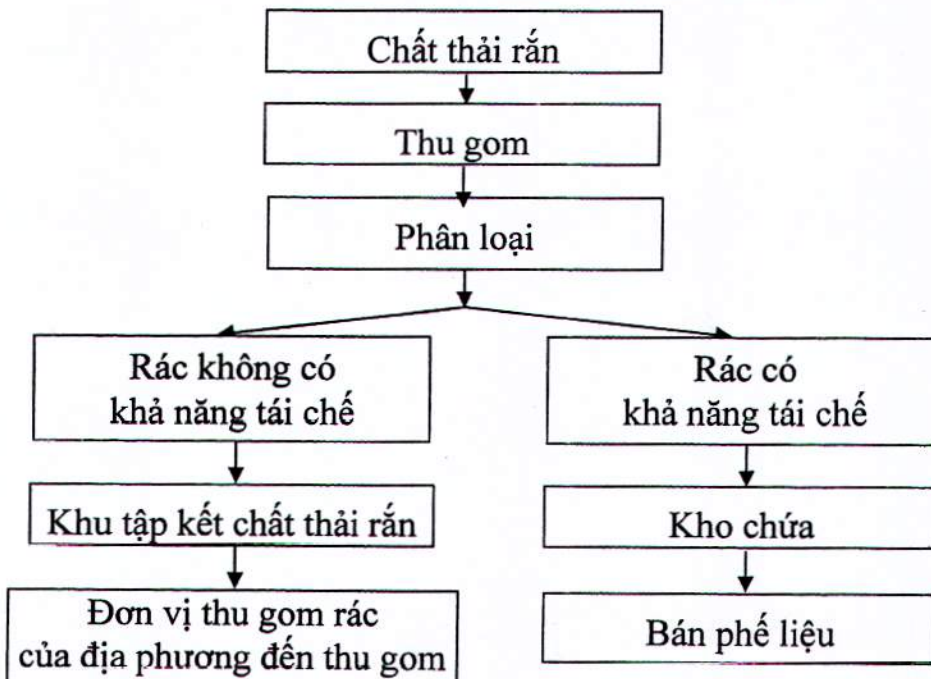 Chất thải rắn
Thu gom
Phân loại
Rác không có
khả năng tái chế
Rác có
khả năng tái chế
Khu tập kết chất thải rắn
Kho chứa
Đơn vị thu gom rác
của địa phương đến thu gom
Bán phế liệu